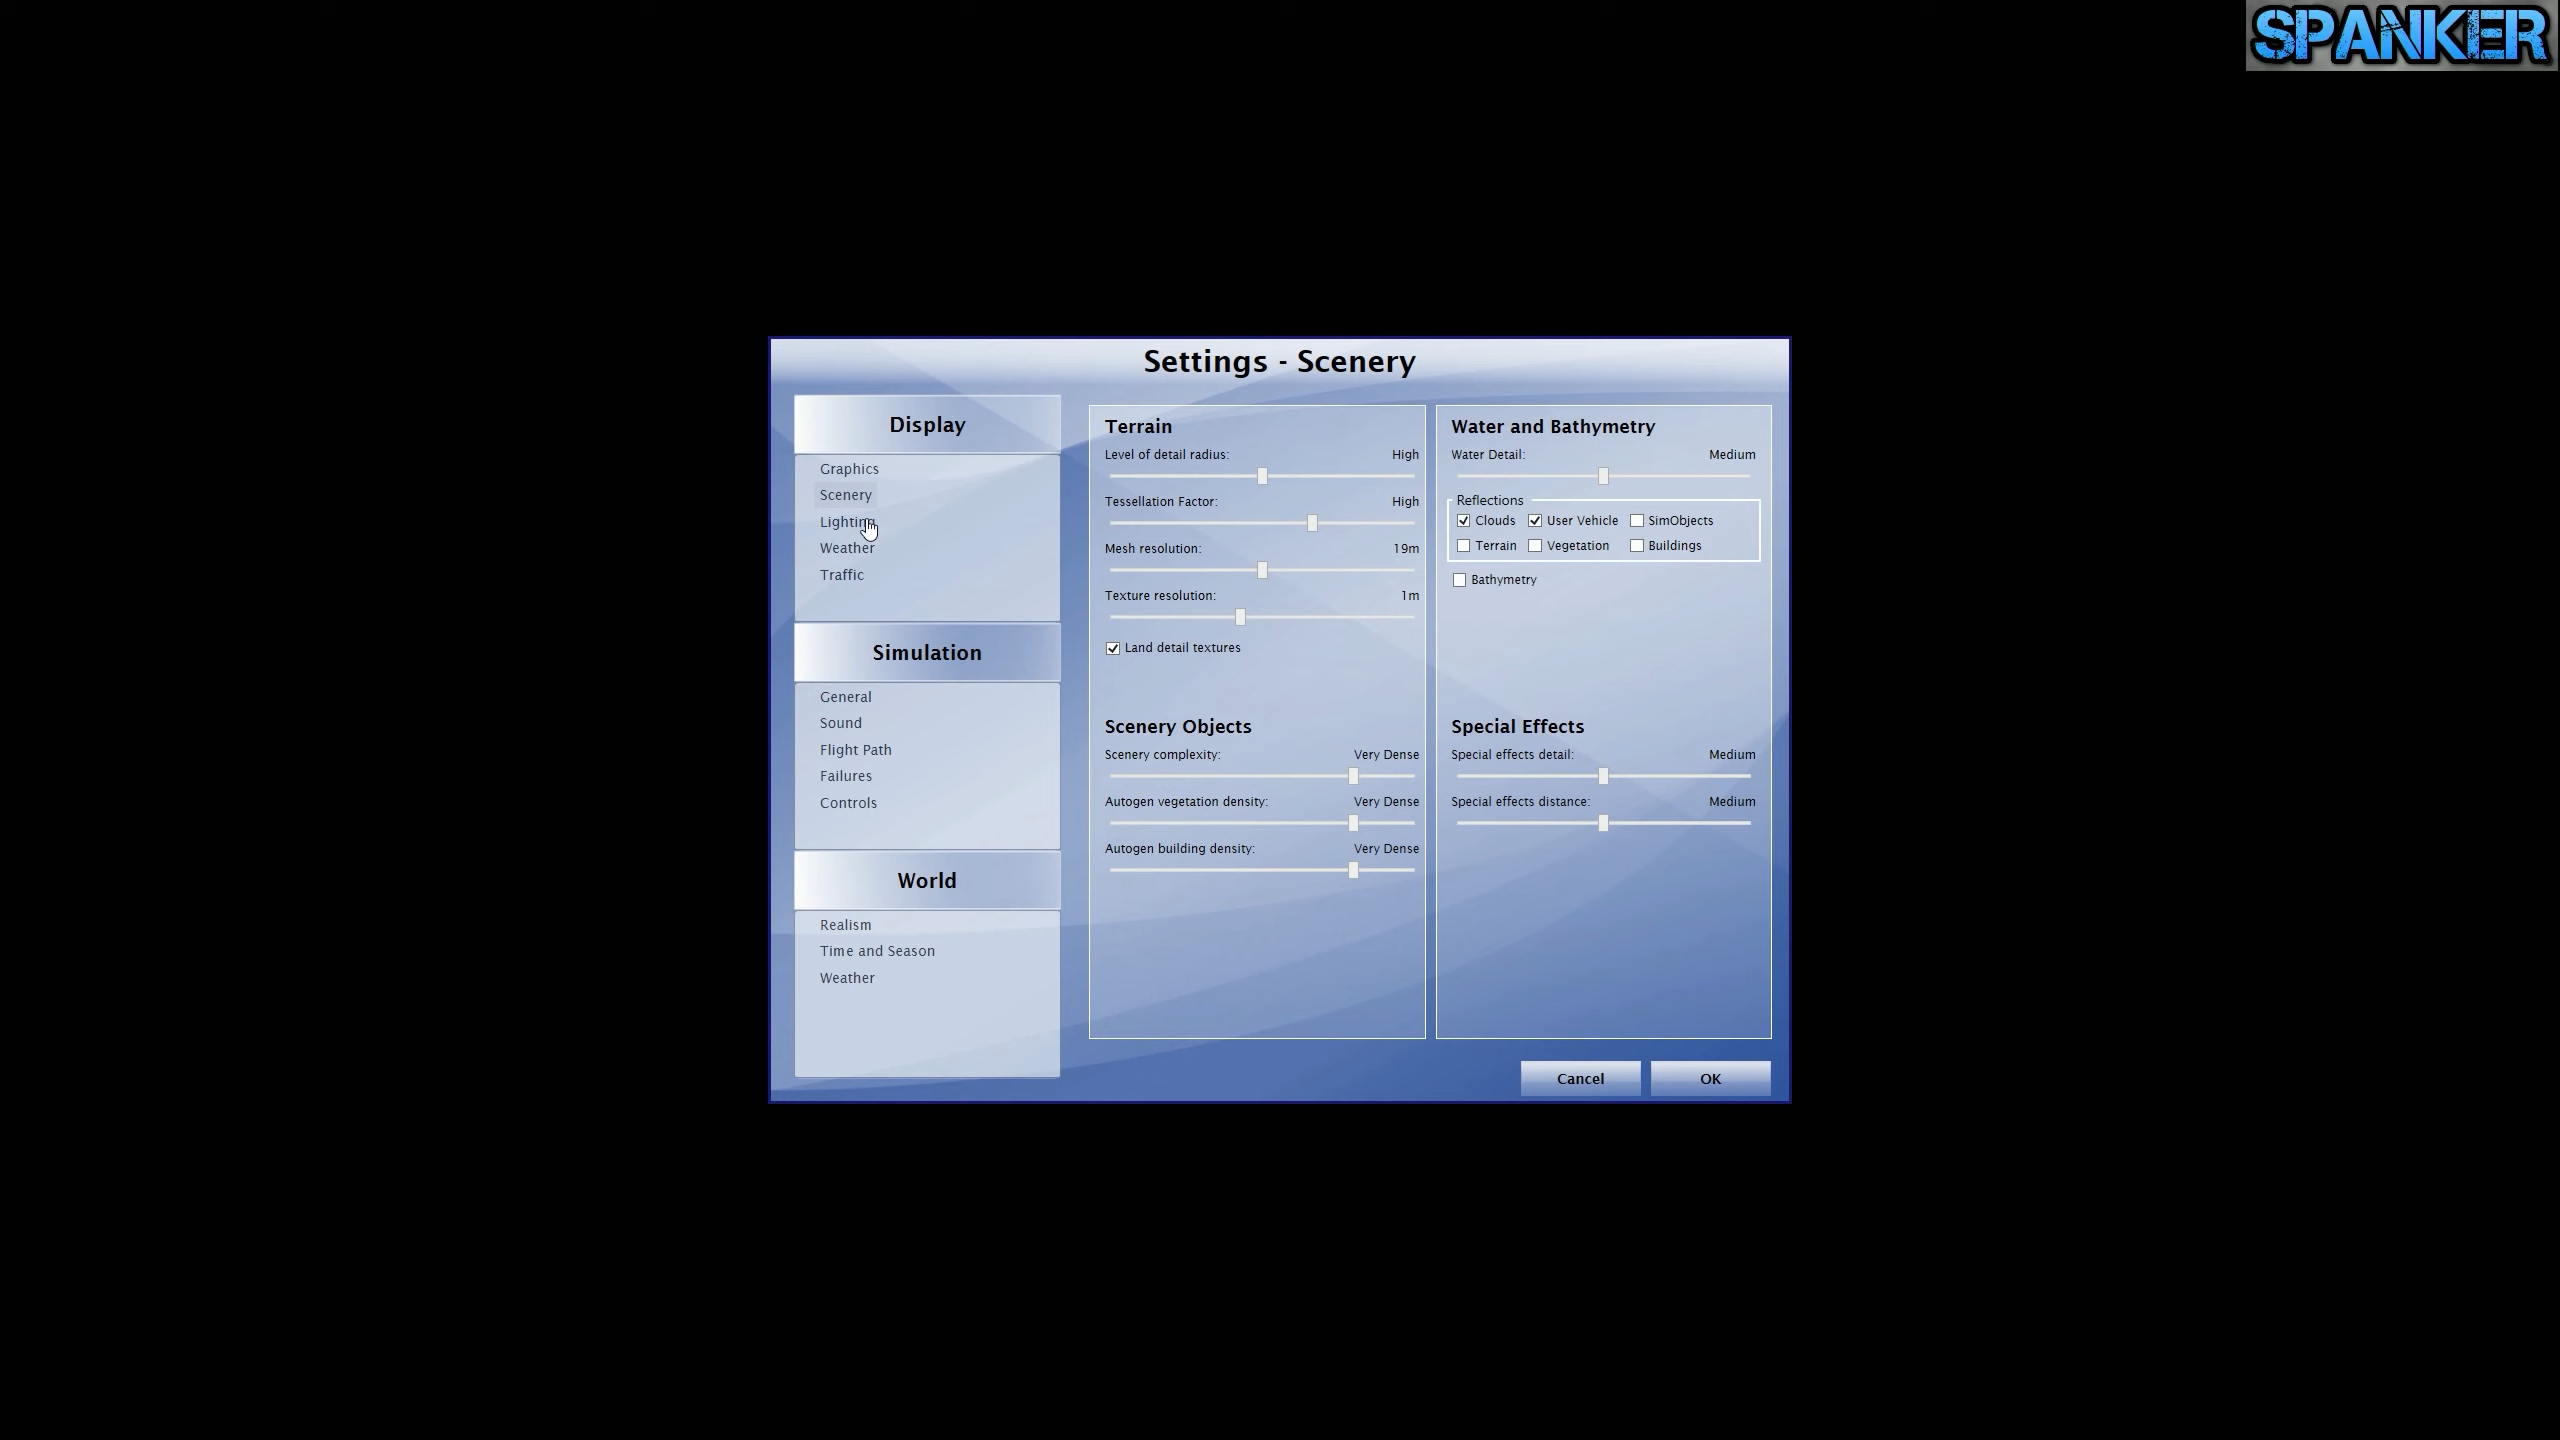 SPANKER
Settings - Scenery
Display
Graphics
Scenery
Lighting
Weather
Traffic
Simulation
General
Sound
Flight Path
Failures
Controls
World
Realism
Time and Season
Weather
Terrain
Level of detail radius: High
Tessellation Factor: High
Mesh resolution: 19m
Texture resolution: 1m
Land detail textures
Scenery Objects
Scenery complexity: Very Dense
Autogen vegetation density: Very Dense
Autogen building density: Very Dense
Water and Bathymetry
Water Detail: Medium
Reflections
Clouds User Vehicle SimObjects
Terrain Vegetation Buildings
Bathymetry
Special Effects
Special effects detail: Medium
Special effects distance: Medium
Cancel OK